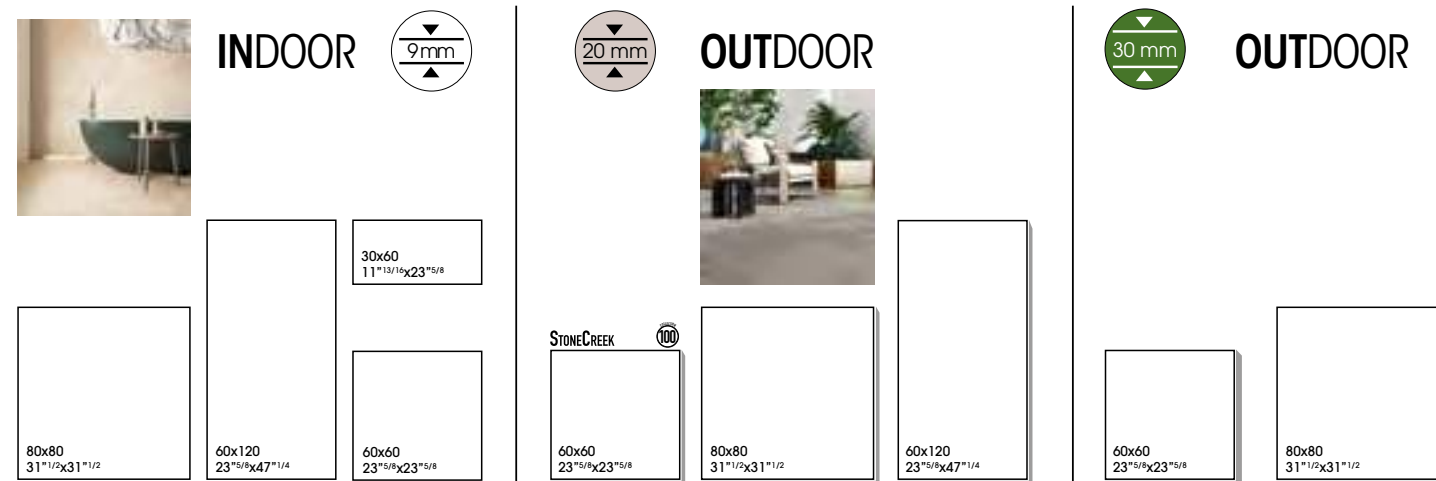 INDOOR
9mm
20 mm
OUTDOOR
30 mm
OUTDOOR
30x60
11"13/16x23"5/8
80x80
31"1/2x31"1/2
60x120
23"5/8x47"1/4
60x60
23"5/8x23"5/8
STONECREEK
100
60x60
23"5/8x23"5/8
80x80
31"1/2x31"1/2
60x120
23"5/8x47"1/4
60x60
23"5/8x23"5/8
80x80
31"1/2x31"1/2